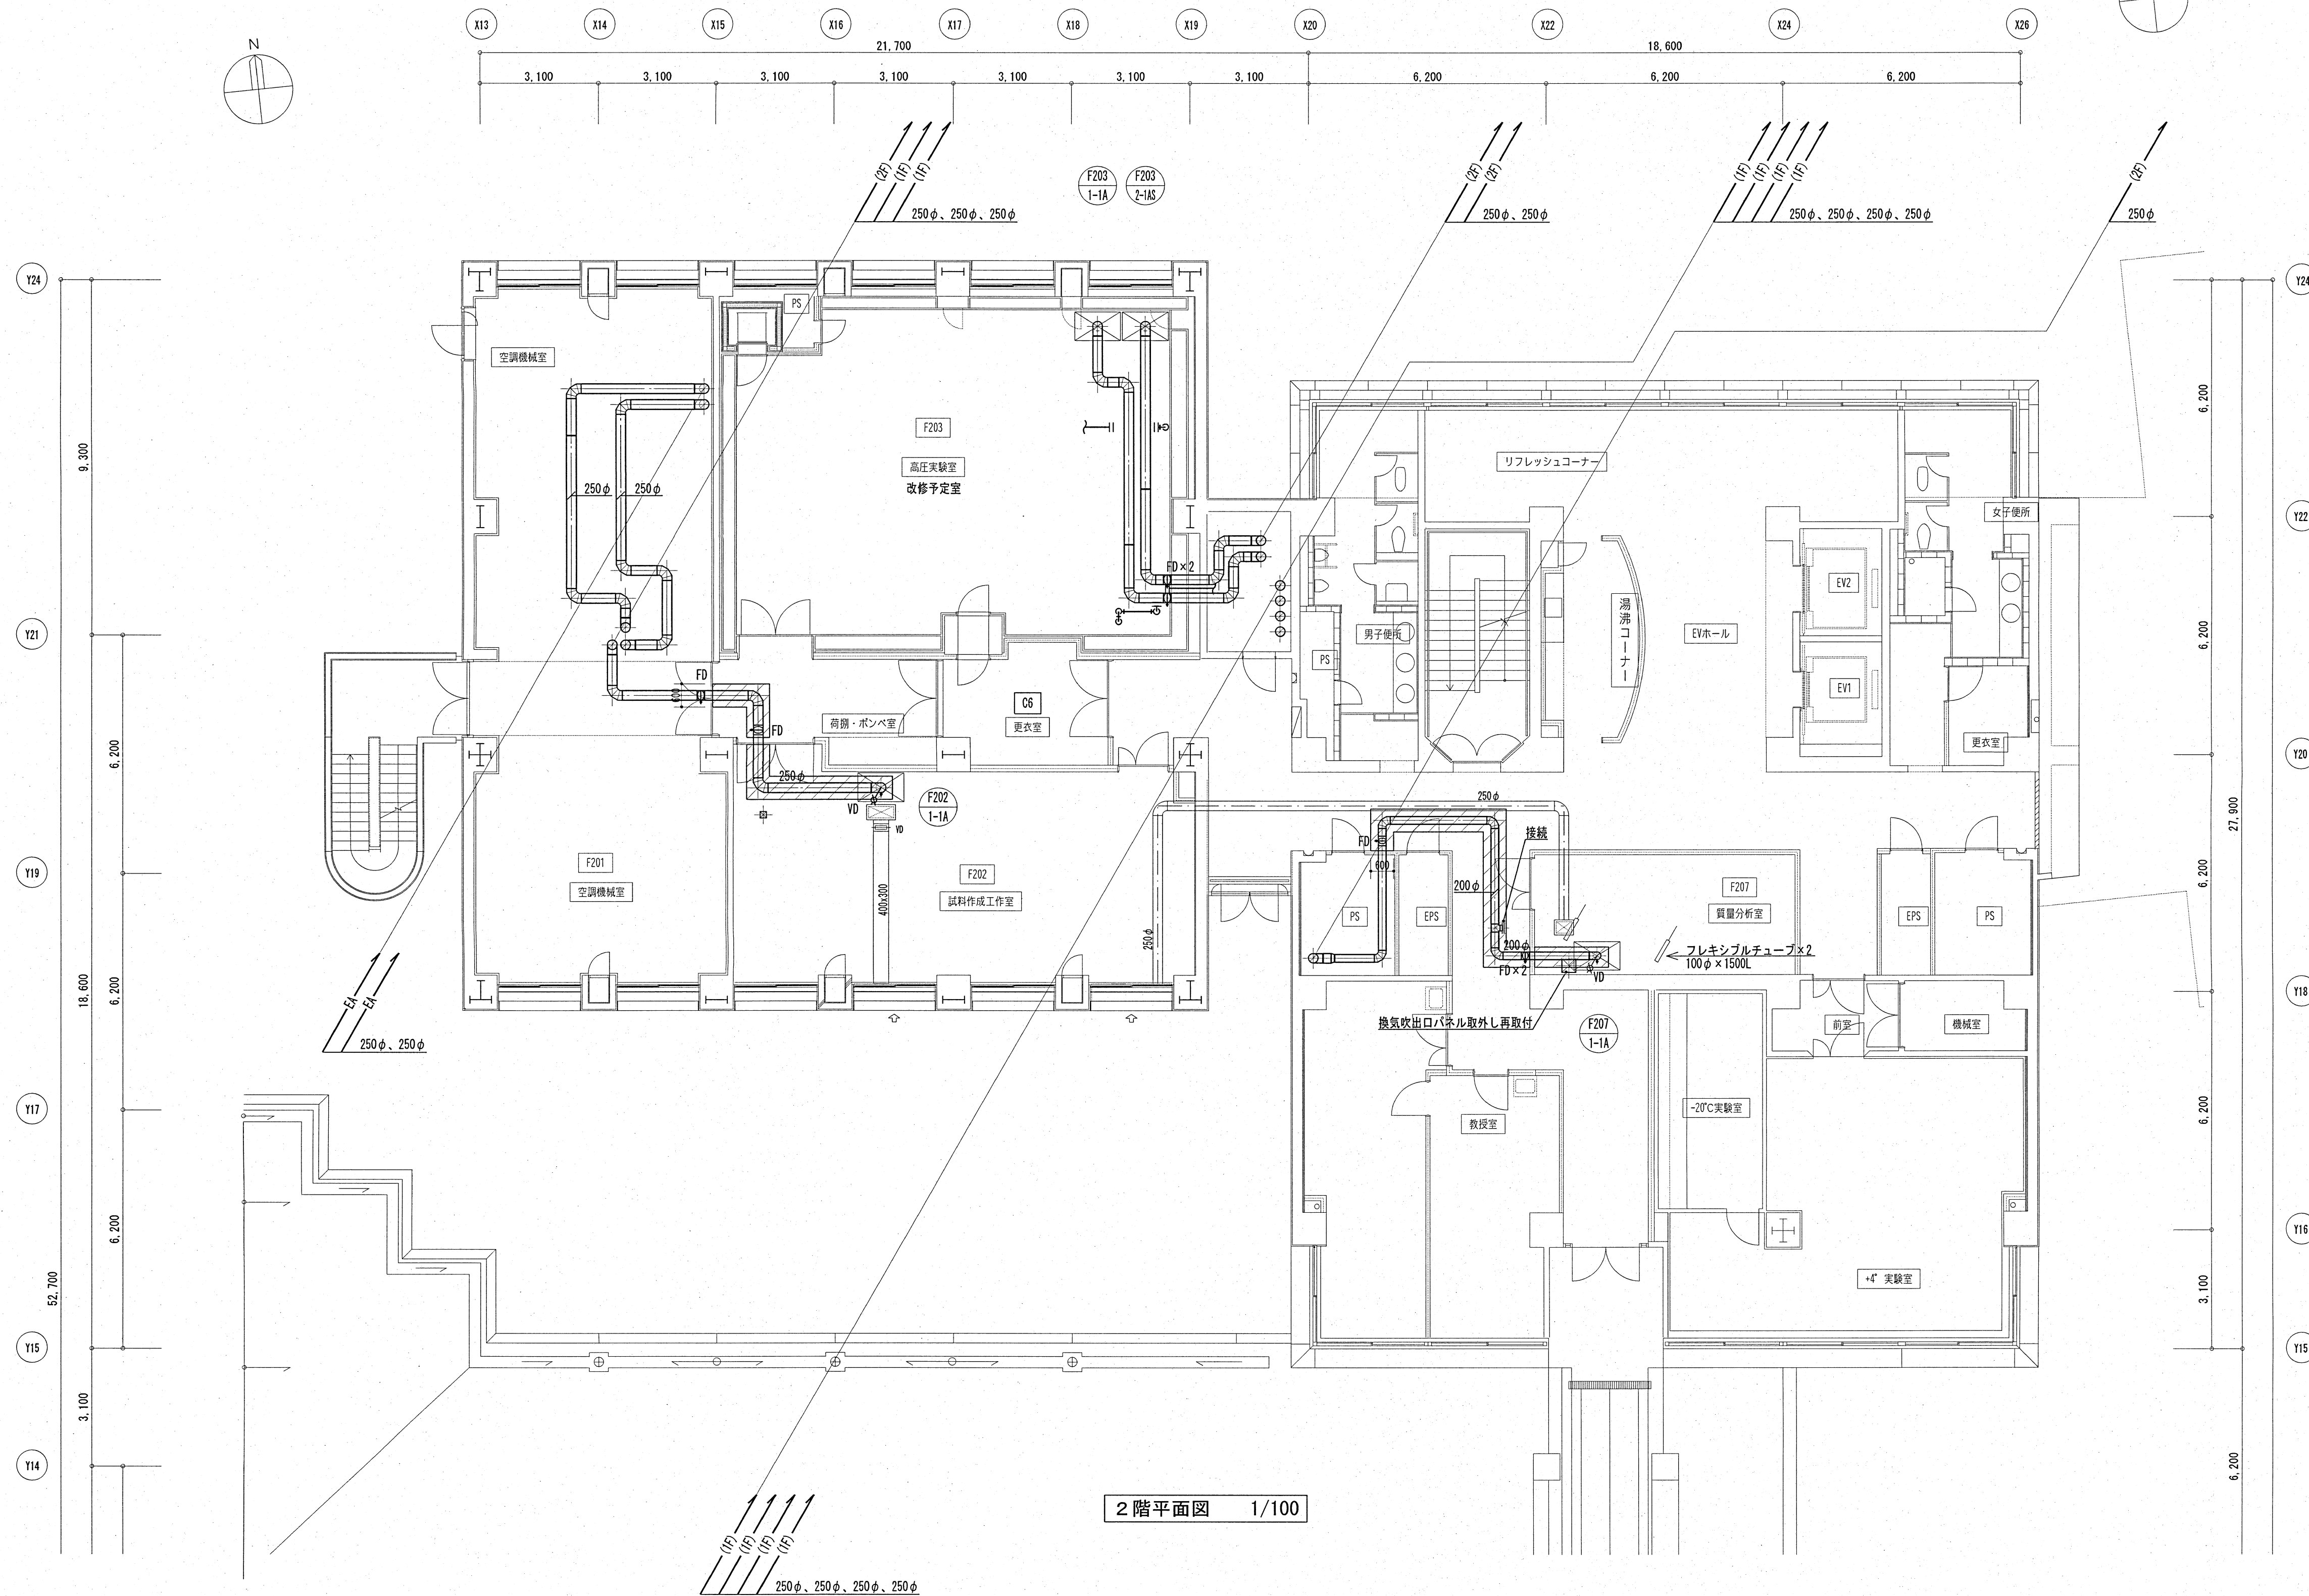 X13 X14 X15 X16 X17 X18 X19 X20 X22 X24 X26
N
21,700 18,600
3,100 3,100 3,100 3,100 3,100 3,100 3,100 6,200 6,200 6,200
(2F) (1F) (1F)
250φ、250φ、250φ
F203 1-1A
F203 2-1AS
(2F) (2F)
250φ、250φ
(1F) (1F) (1F) (1F)
250φ、250φ、250φ、250φ
(2F)
250φ
Y24
Y24
PS
空調機械室
F203
高圧実験室
改修予定室
250φ 250φ
リフレッシュコーナー
9,300
6,200
Y22
女子便所
FD×2
EV2
湯沸コーナー
EVホール
男子便所
PS
Y21
6,200
EV1
FD
600
FD
荷捌・ボンベ室
C6
更衣室
更衣室
Y20
6,200
250φ
VD
VD
F202 1-1A
250φ
接続
FD
600
27,900
F201
空調機械室
F202
試料作成工作室
400x300
250φ
F207
質量分析室
200φ
PS
EPS
EPS
PS
Y19
6,200
200φ
FD×2
VD
フレキシブルチューブ×2
100φ×1500L
18,600
6,200
Y18
EA EA
250φ、250φ
換気吹出口パネル取外し再取付
F207 1-1A
前室
機械室
Y17
6,200
-20°C実験室
教授室
6,200
Y16
+4° 実験室
3,100
52,700
Y15
Y15
3,100
Y14
6,200
2階平面図 1/100
(1F) (1F) (1F) (1F)
250φ、250φ、250φ、250φ